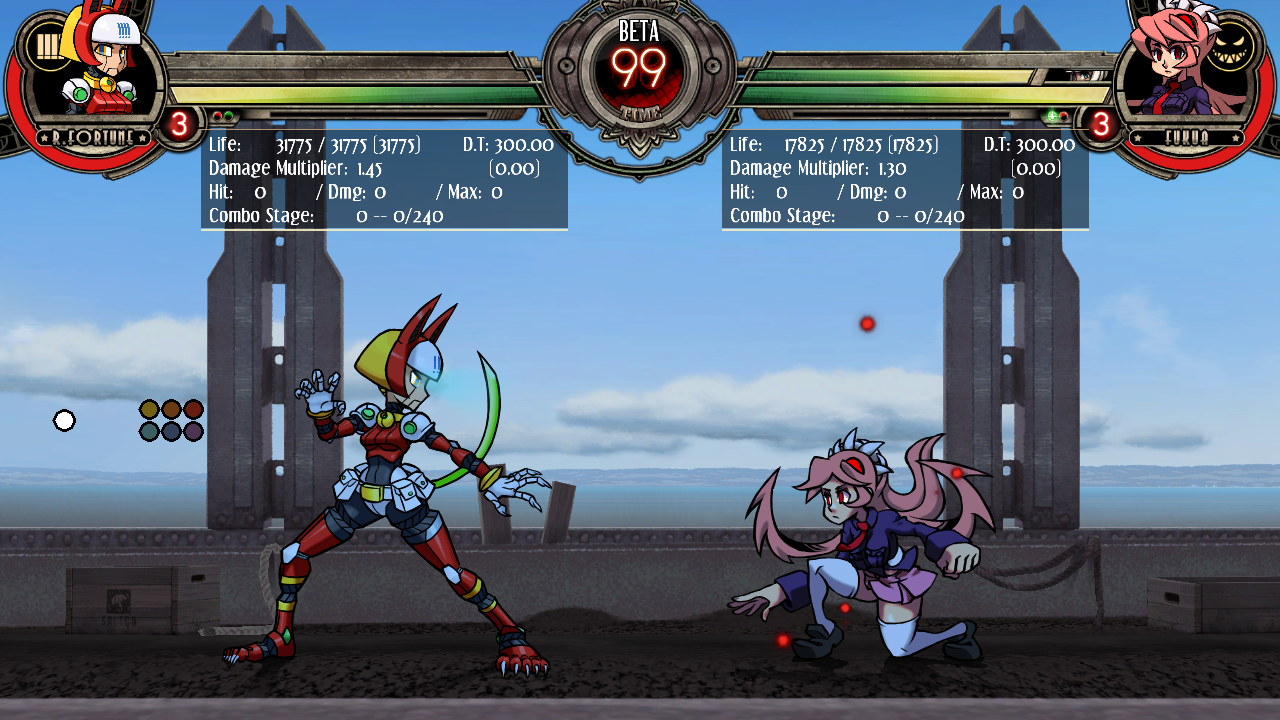 BETA
99
TIME
R.FORTUNE
3
3
FUKUA
Life: 31775 / 31775 (31775) D.T: 300.00
Damage Multiplier: 1.45 (0.00)
Hit: 0 / Dmg: 0 / Max: 0
Combo Stage: 0 -- 0/240
Life: 17825 / 17825 (17825) D.T: 300.00
Damage Multiplier: 1.30 (0.00)
Hit: 0 / Dmg: 0 / Max: 0
Combo Stage: 0 -- 0/240